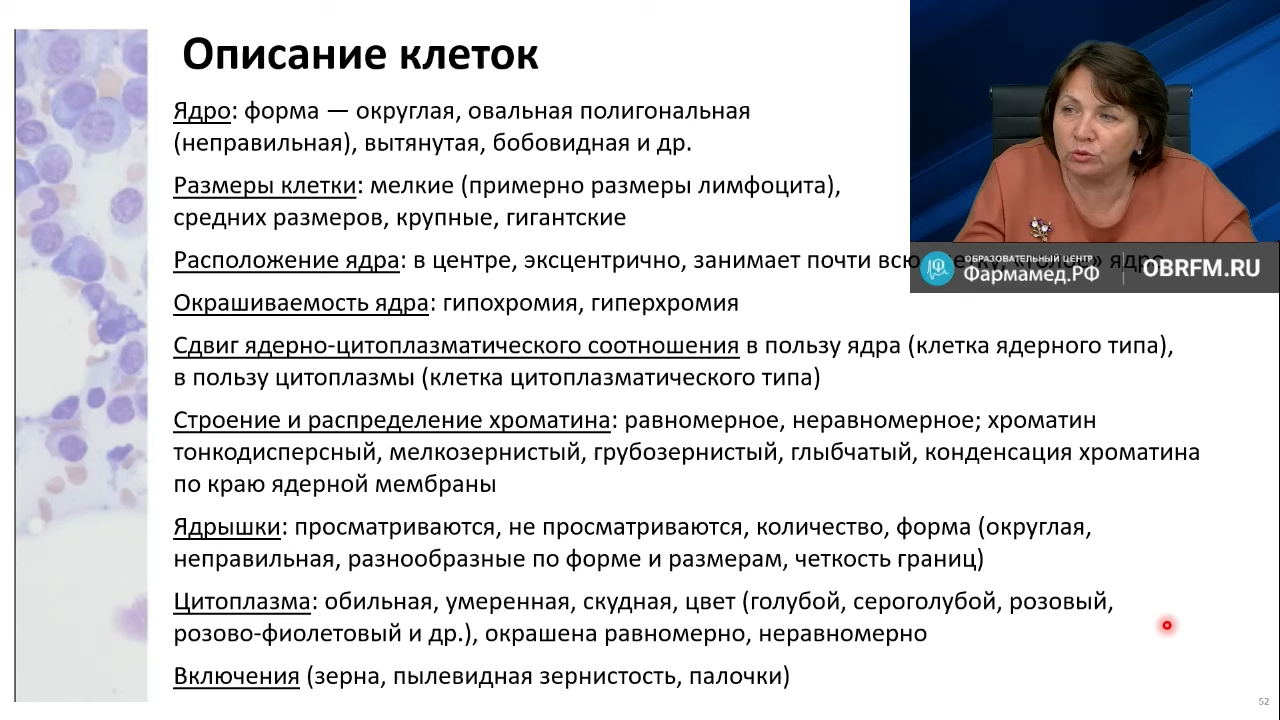 Описание клеток
Ядро: форма — округлая, овальная полигональная
(неправильная), вытянутая, бобовидная и др.
Размеры клетки: мелкие (примерно размеры лимфоцита),
средних размеров, крупные, гигантские
Расположение ядра: в центре, эксцентрично, занимает почти всю
ОБРАЗОВАТЕЛЬНЫЙ ЦЕНТР
Фармамед.РФ
OBRFM.RU
Окрашиваемость ядра: гипохромия, гиперхромия
Сдвиг ядерно-цитоплазматического соотношения в пользу ядра (клетка ядерного типа),
в пользу цитоплазмы (клетка цитоплазматического типа)
Строение и распределение хроматина: равномерное, неравномерное; хроматин
тонкодисперсный, мелкозернистый, грубозернистый, глыбчатый, конденсация хроматина
по краю ядерной мембраны
Ядрышки: просматриваются, не просматриваются, количество, форма (округлая,
неправильная, разнообразные по форме и размерам, четкость границ)
Цитоплазма: обильная, умеренная, скудная, цвет (голубой, сероголубой, розовый,
розово-фиолетовый и др.), окрашена равномерно, неравномерно
Включения (зерна, пылевидная зернистость, палочки)
52